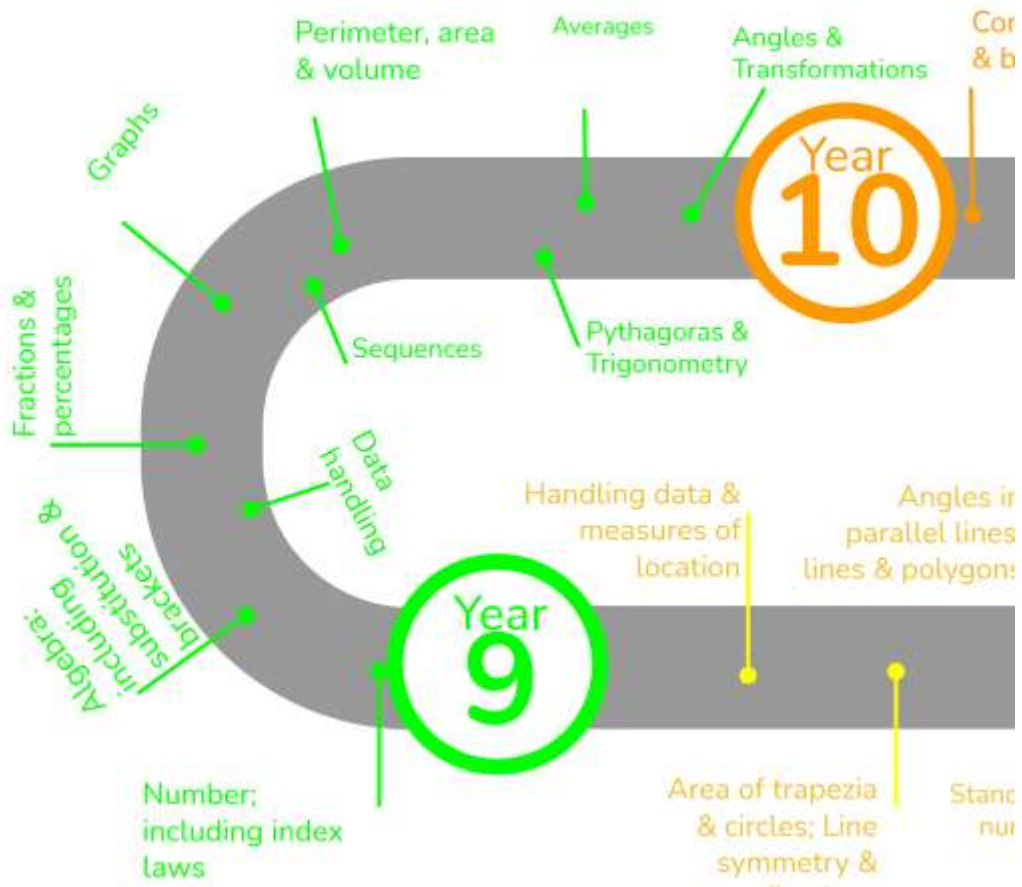 Perimeter, area
& volume
Averages
Angles &
Transformations
& b
Graphs
Year
10
Fractions &
percentages
Sequences
Pythagoras &
Trigonometry
Data
handling
Handling data &
measures of
location
Angles in
parallel lines
lines & polygons
Algebra:
including
substitution &
brackets
Year
9
Number;
including index
laws
Area of trapezia
& circles; Line
symmetry &